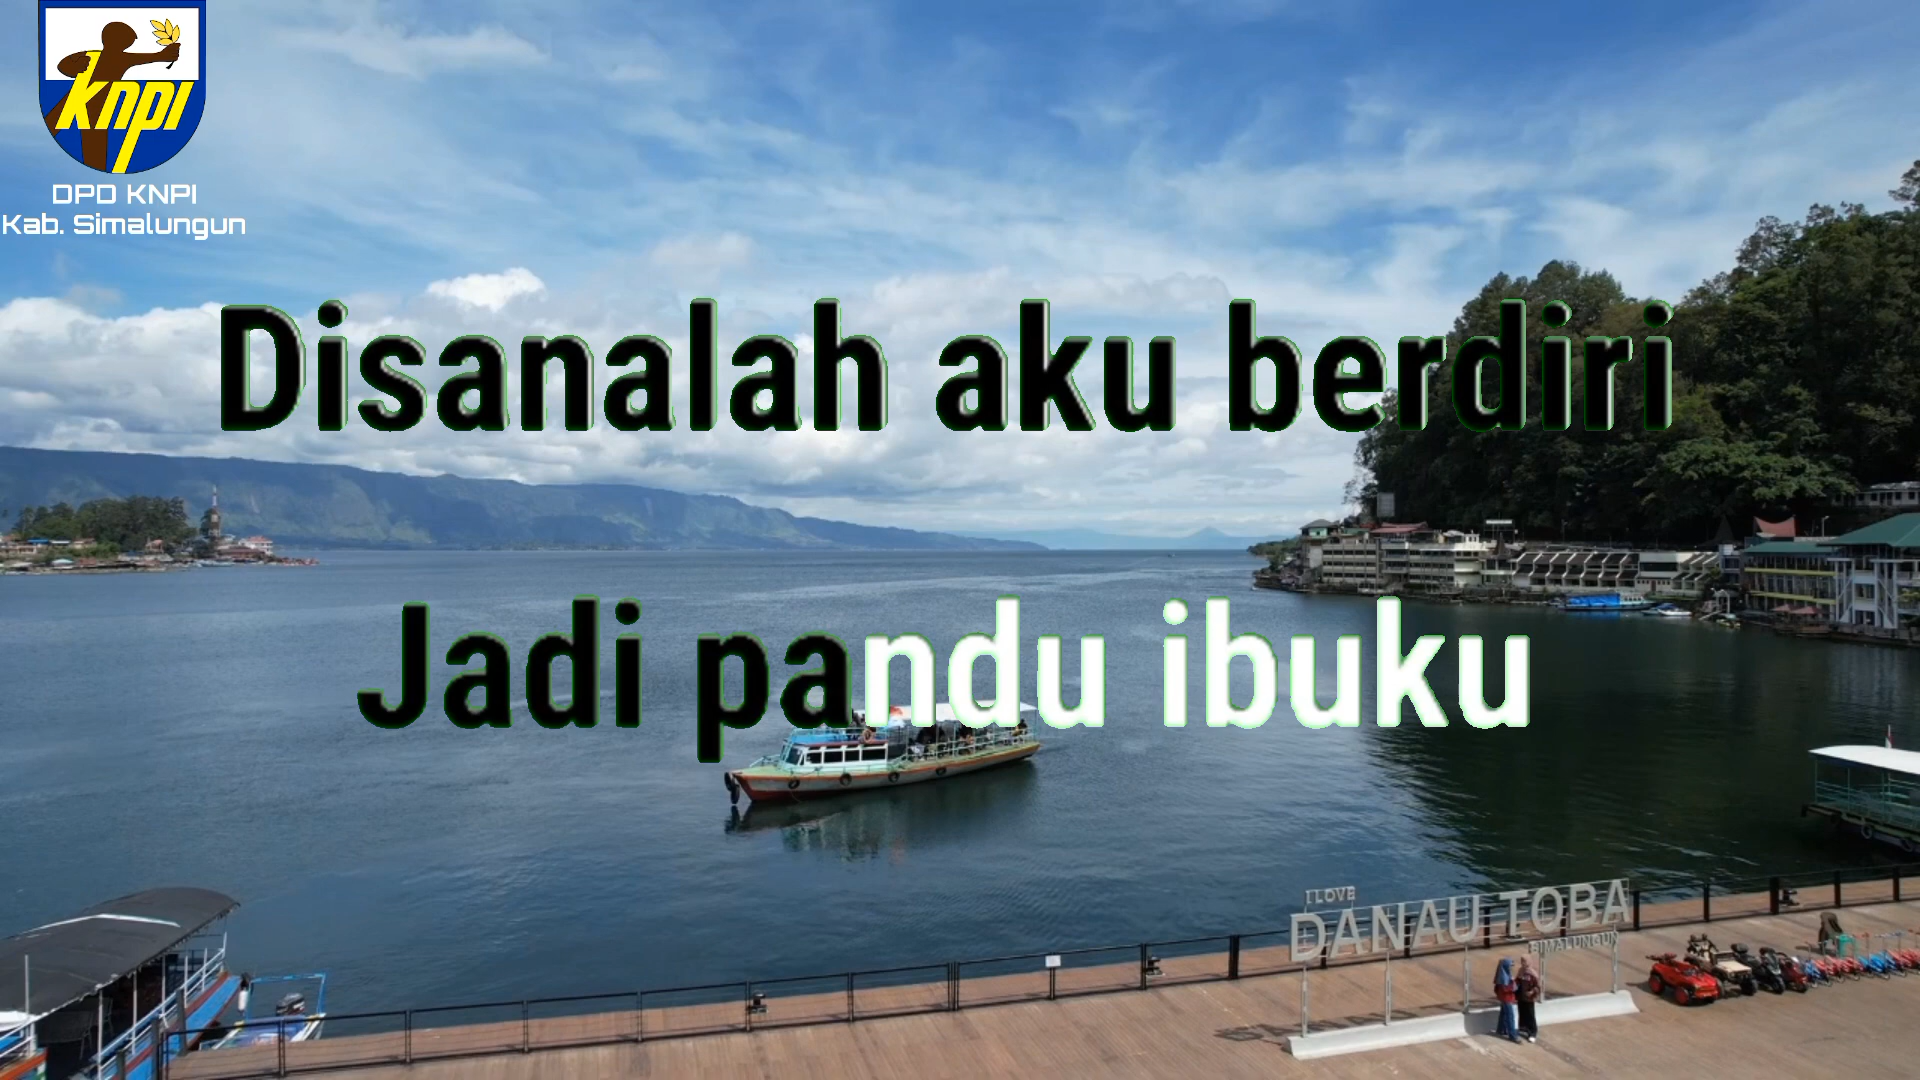 knpi
DPD KNPI
Kab. Simalungun
Disanalah aku berdiri
Jadi pandu ibuku
I LOVE
DANAU TOBA
SIMALUNGUN